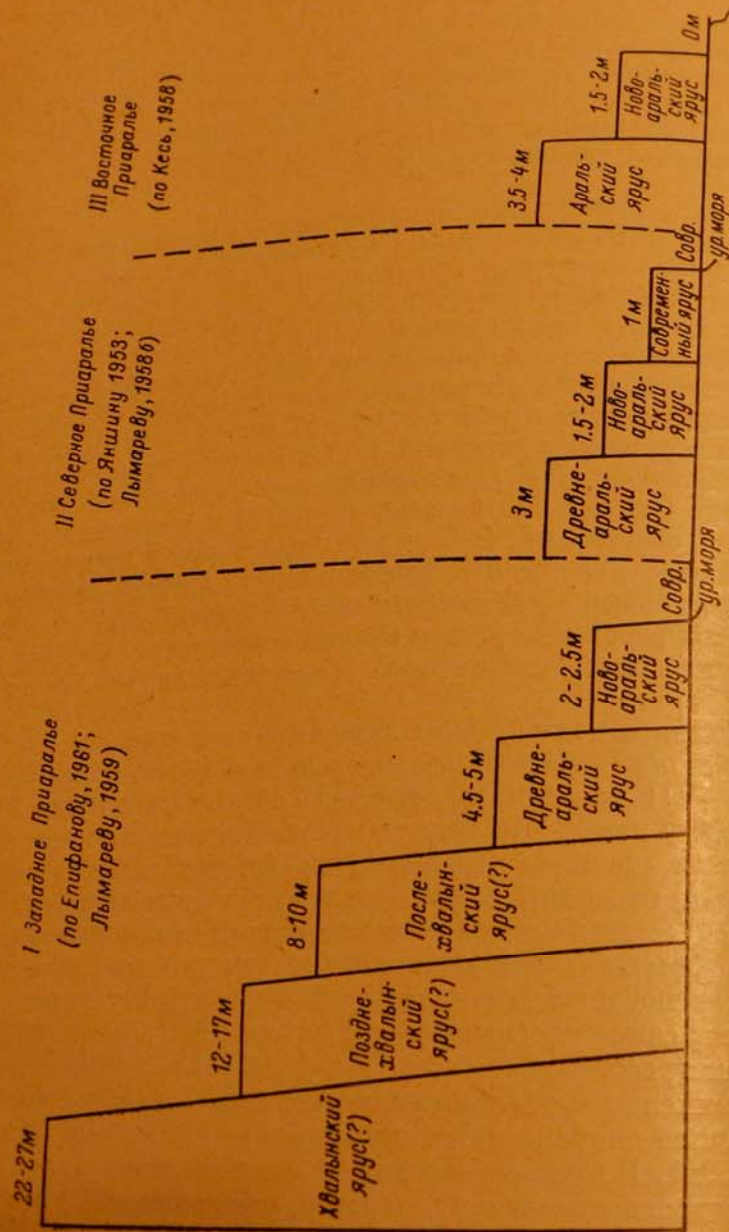 I Западное Приаралье
(по Епифанову, 1961;
Лымареву, 1959)
22-27м
Хвалынский
ярус(?)
12-17м
Поздне-
хвалын-
ский
ярус(?)
8-10 м
После-
хвалын-
ский
ярус(?)
4.5-5м
Древне-
араль-
ский
ярус
2-2.5м
Ново-
араль-
ский
ярус
Совр.
ур.моря
II Северное Приаралье
(по Яншину 1953;
Лымареву, 1958б)
3м
Древне-
араль-
ский
ярус
1.5-2м
Ново-
араль-
ский
ярус
1м
Современ-
ный ярус
Совр.
ур.моря
III Восточное
Приаралье
(по Кесь, 1958)
3.5-4м
Араль-
ский
ярус
1.5-2м
Ново-
араль-
ский
ярус
0м